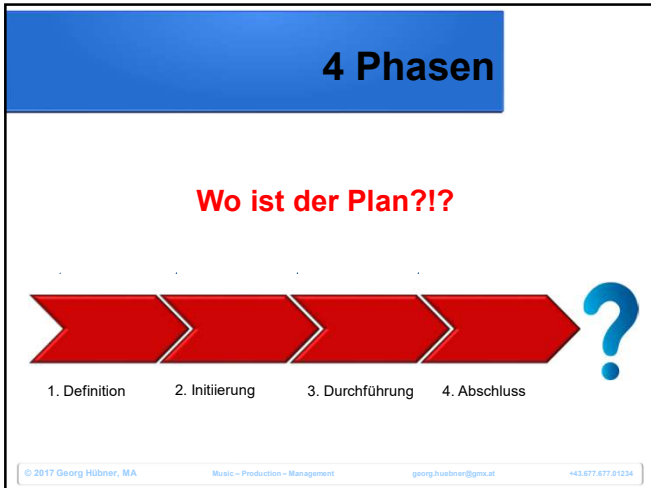 4 Phasen
Wo ist der Plan?!?
1. Definition 2. Initiierung 3. Durchführung 4. Abschluss
© 2017 Georg Hübner, MA Music – Production – Management georg.huebner@gmx.at +43.677.677.01234